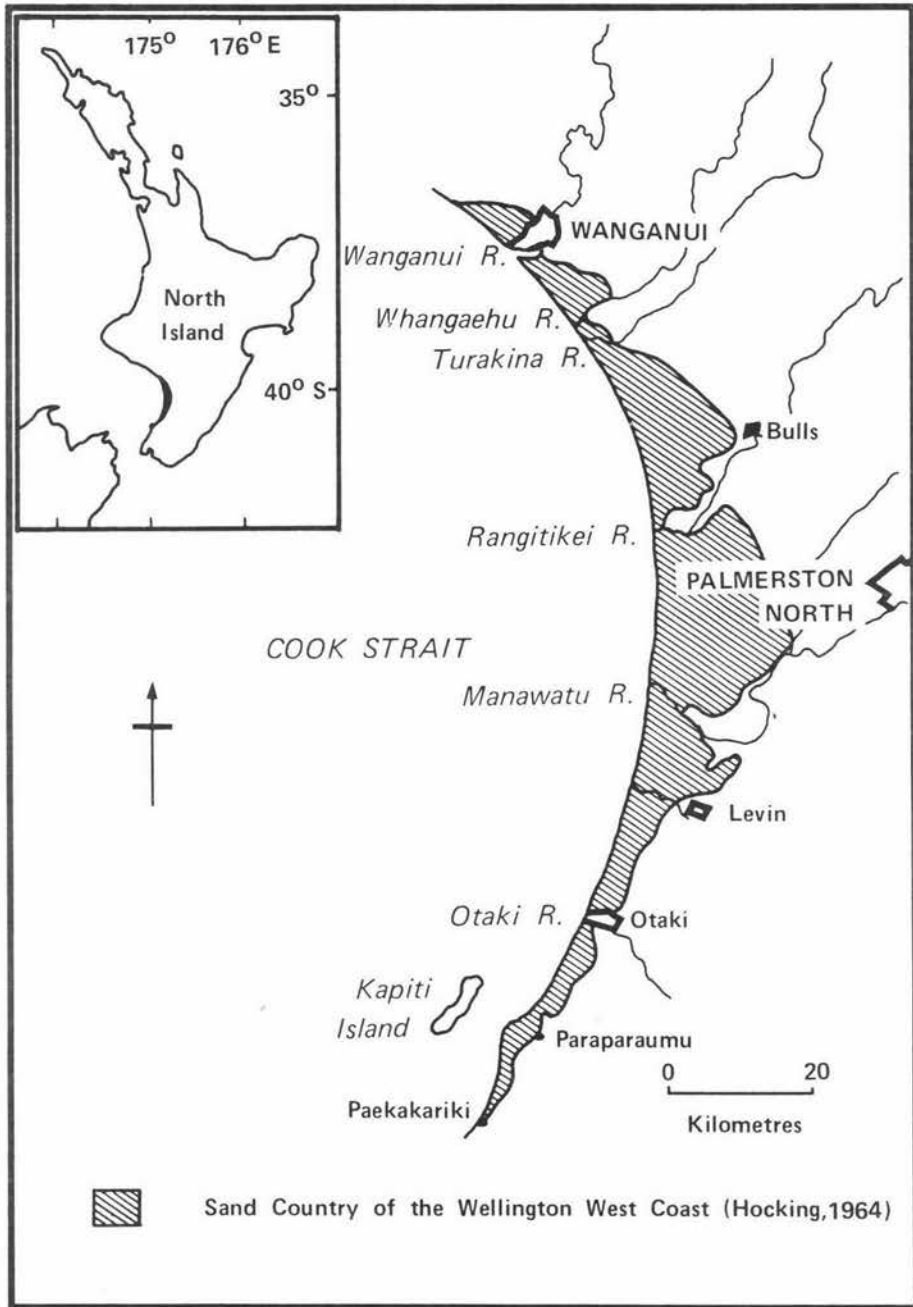 175° 176° E
35°
North
Island
40° S
WANGANUI
Wanganui R.
Whangaehu R.
Turakina R.
Bulls
Rangitikei R.
PALMERSTON
NORTH
COOK STRAIT
Manawatu R.
Levin
Otaki R.
Otaki
Kapiti
Island
Paraparaumu
0 20
Kilometres
Paekakariki
Sand Country of the Wellington West Coast (Hocking,1964)